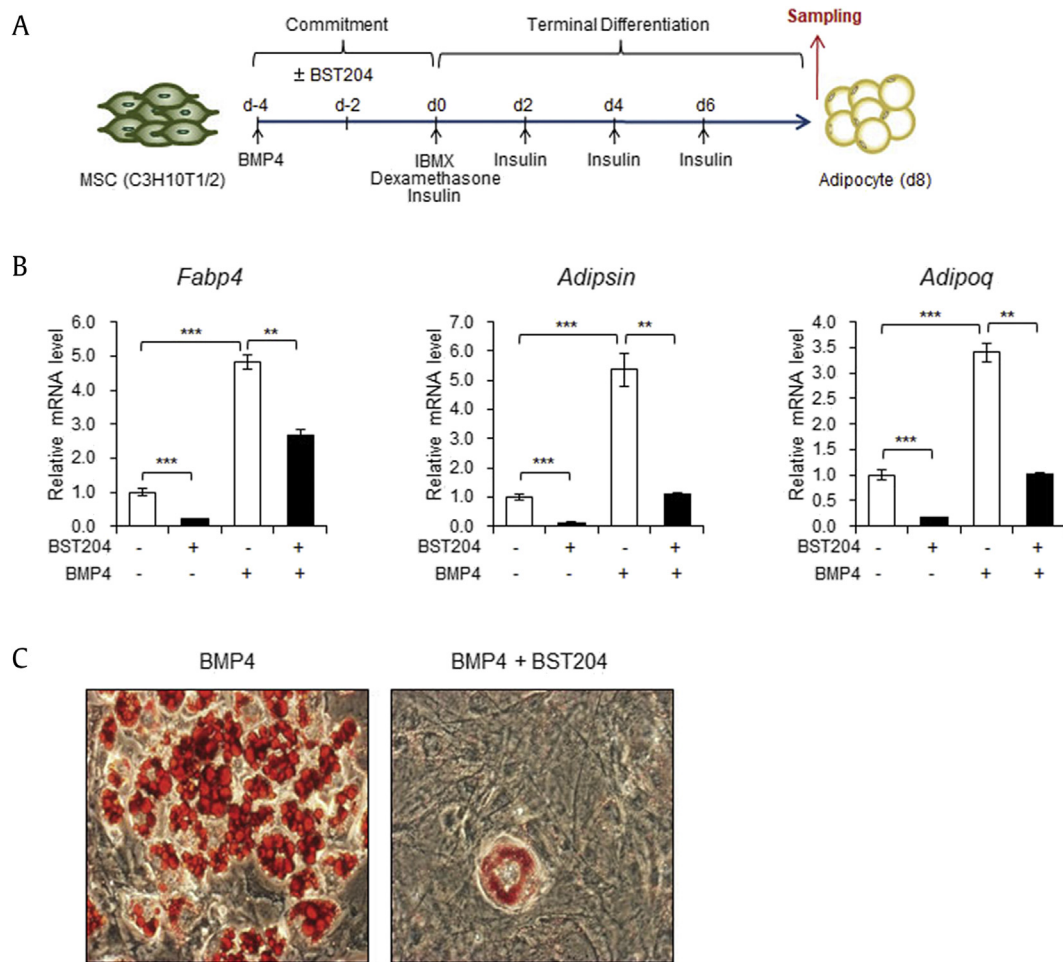 A
Commitment
Terminal Differentiation
Sampling
± BST204
d-4
d-2
d0
d2
d4
d6
BMP4
IBMX
Dexamethasone
Insulin
Insulin
Insulin
Insulin
MSC (C3H10T1/2)
Adipocyte (d8)
B
Fabp4
Relative mRNA level
6.0
5.0
4.0
3.0
2.0
1.0
0.0
***
**
***
BST204 - + - +
BMP4 - - + +
Adipsin
Relative mRNA level
7.0
6.0
5.0
4.0
3.0
2.0
1.0
0.0
***
**
***
BST204 - + - +
BMP4 - - + +
Adipoq
Relative mRNA level
4.0
3.5
3.0
2.5
2.0
1.5
1.0
0.5
0.0
***
**
***
BST204 - + - +
BMP4 - - + +
C
BMP4
BMP4 + BST204